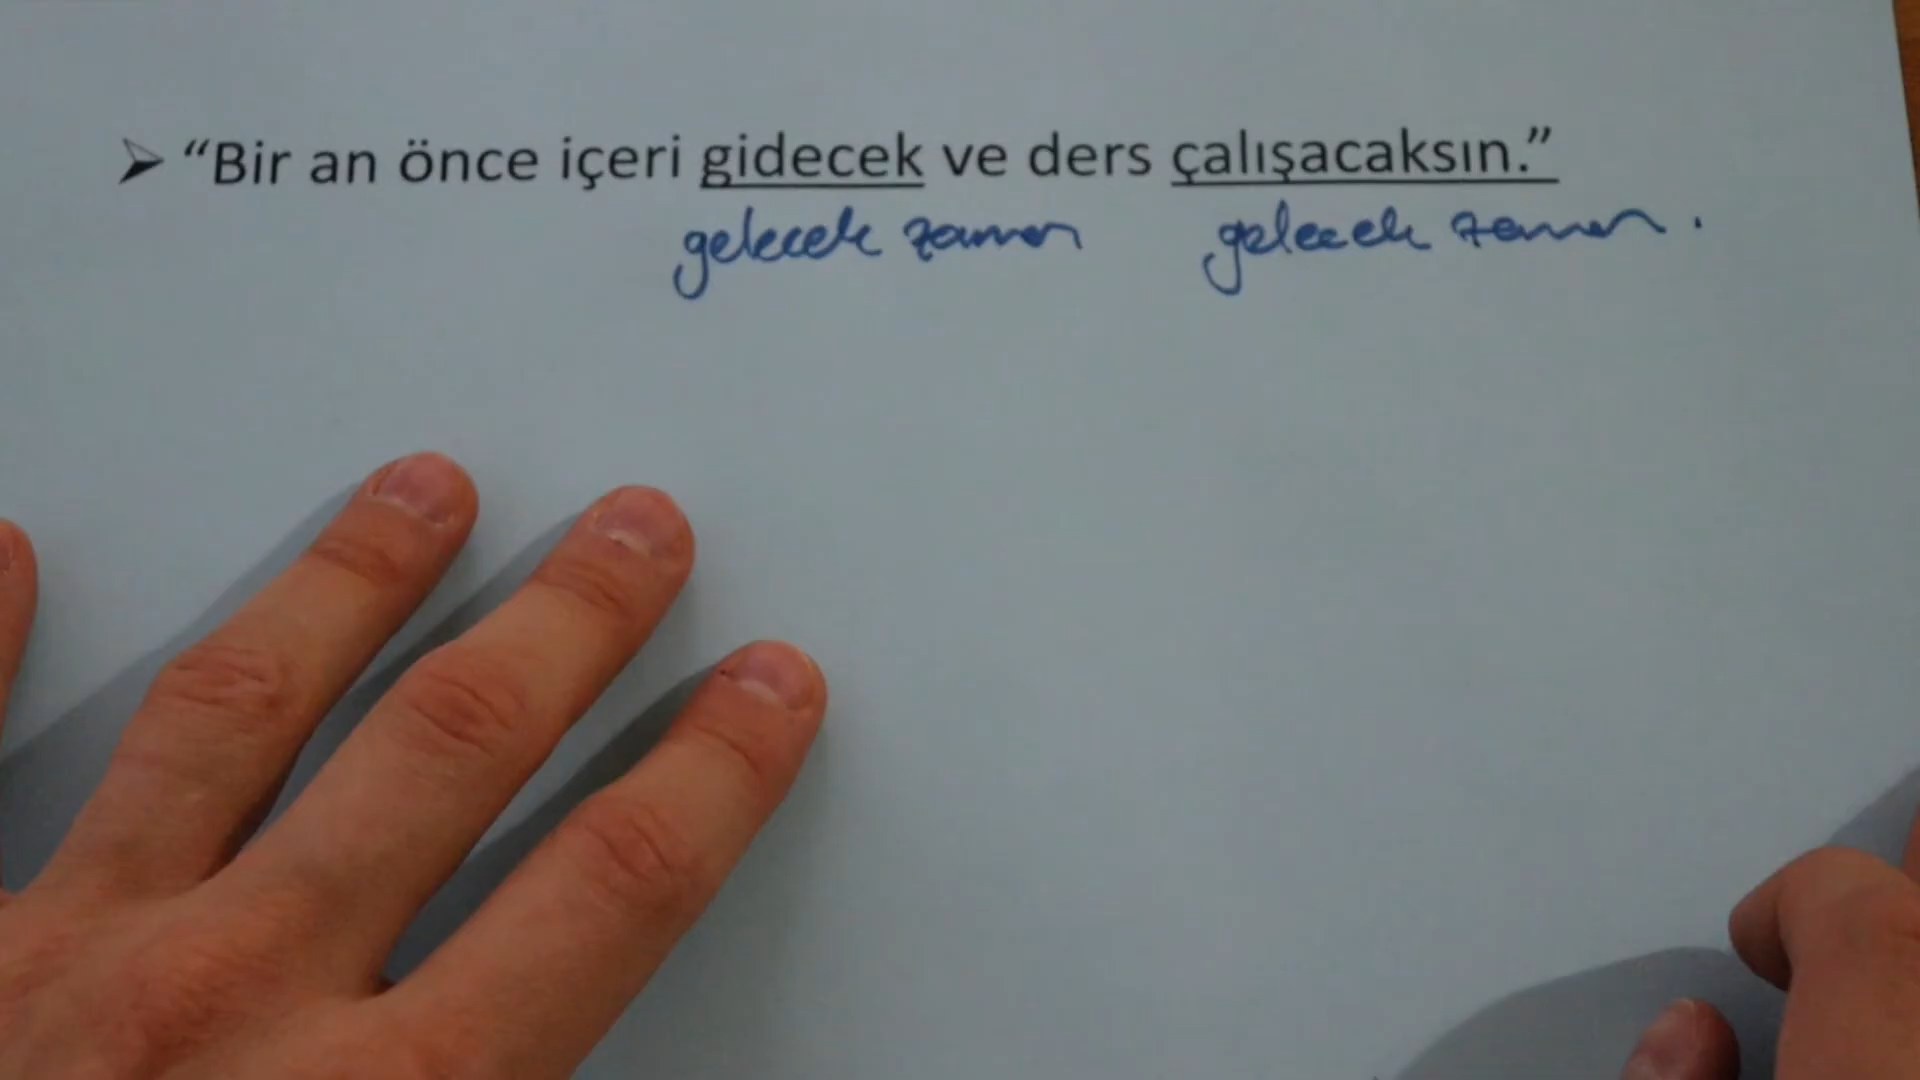 ➢ “Bir an önce içeri gidecek ve ders çalışacaksın.”
gelecek zaman gelecek zaman.